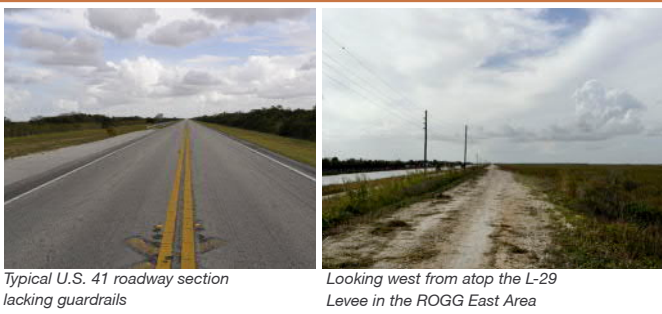 Typical U.S. 41 roadway section
lacking guardrails
Looking west from atop the L-29
Levee in the ROGG East Area